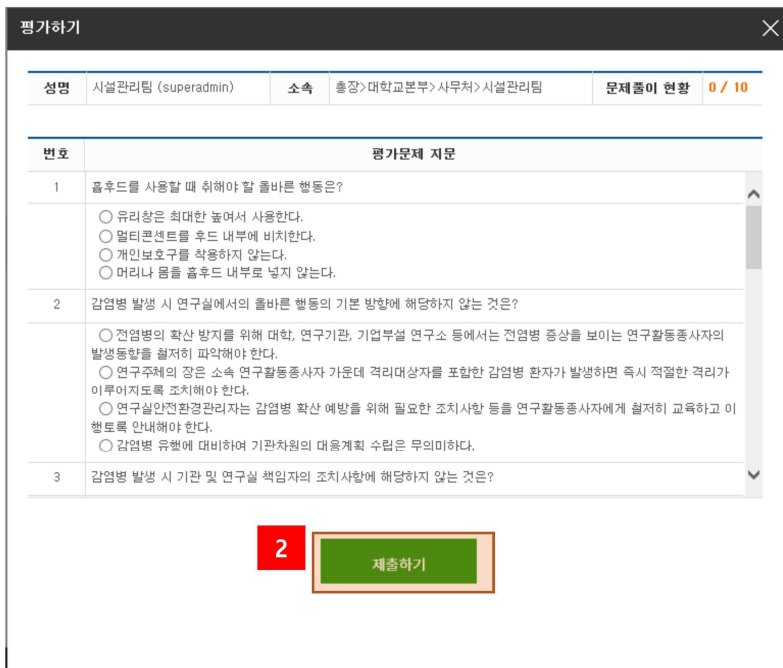 평가하기
성명 시설관리팀 (superadmin) 소속 총장>대학교본부>사무처>시설관리팀 문제풀이 현황 0 / 10
번호 평가문제 지문
1 흄후드를 사용할 때 취해야 할 올바른 행동은?
유리창은 최대한 높여서 사용한다.
멀티콘센트를 후드 내부에 비치한다.
개인보호구를 착용하지 않는다.
머리나 몸을 흄후드 내부로 넣지 않는다.
2 감염병 발생 시 연구실에서의 올바른 행동의 기본 방향에 해당하지 않는 것은?
전염병의 확산 방지를 위해 대학, 연구기관, 기업부설 연구소 등에서는 전염병 증상을 보이는 연구활동종사자의
발생동향을 철저히 파악해야 한다.
연구주체의 장은 소속 연구활동종사자 가운데 격리대상자를 포함한 감염병 환자가 발생하면 즉시 적절한 격리가
이루어지도록 조치해야 한다.
연구실안전환경관리자는 감염병 확산 예방을 위해 필요한 조치사항 등을 연구활동종사자에게 철저히 교육하고 이
행토록 안내해야 한다.
감염병 유행에 대비하여 기관차원의 대응계획 수립은 무의미하다.
3 감염병 발생 시 기관 및 연구실 책임자의 조치사항에 해당하지 않는 것은?
2
제출하기